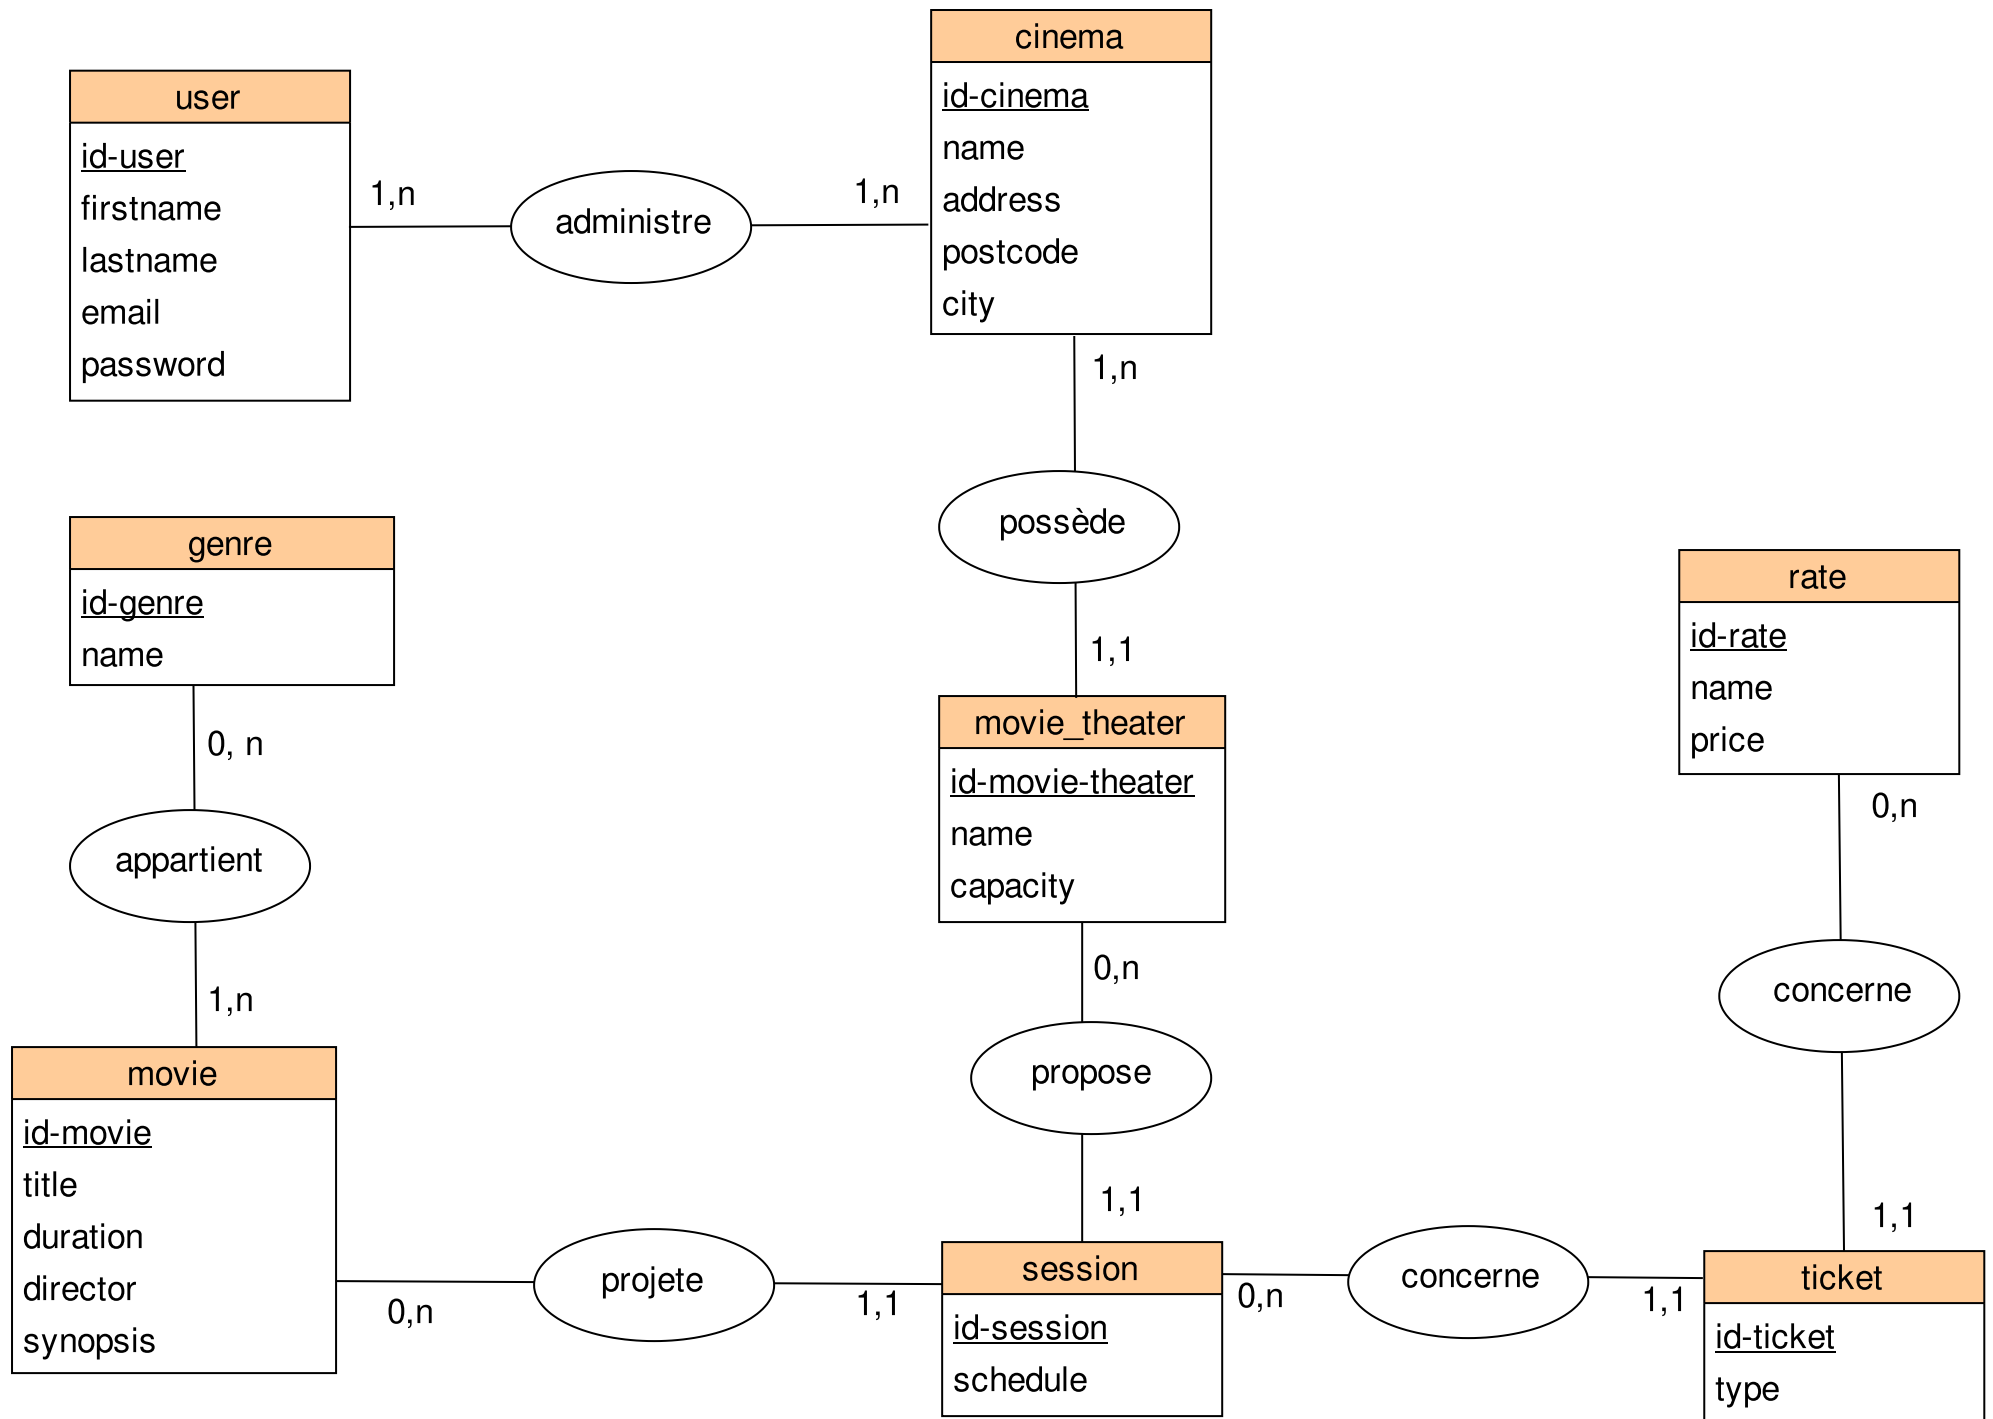 cinema
id-cinema
name
address
postcode
city
user
id-user
firstname
lastname
email
password
1,n
administre
1,n
1,n
possède
1,1
genre
id-genre
name
0, n
appartient
1,n
movie_theater
id-movie-theater
name
capacity
0,n
propose
1,1
rate
id-rate
name
price
0,n
concerne
1,1
movie
id-movie
title
duration
director
synopsis
0,n
projete
1,1
session
id-session
schedule
0,n
concerne
1,1
ticket
id-ticket
type